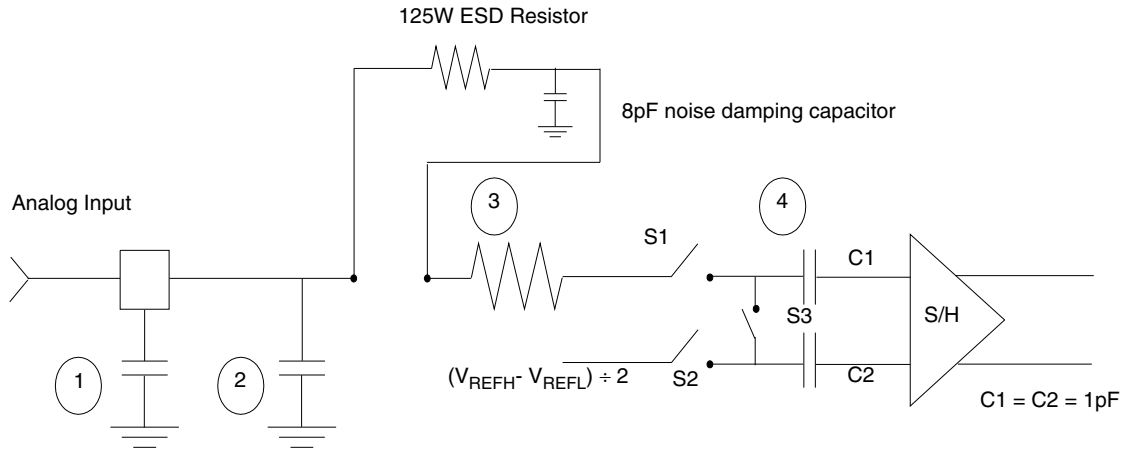 125W ESD Resistor
8pF noise damping capacitor
Analog Input
3
4
S1
C1
S3
S/H
1
2
(VREFH- VREFL) ÷ 2
S2
C2
C1 = C2 = 1pF